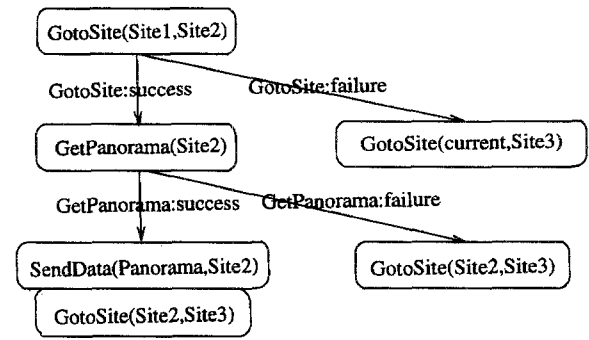 GotoSite(Site1,Site2)
GotoSite:success
GotoSite:failure
GetPanorama(Site2)
GotoSite(current,Site3)
GetPanorama:success
GetPanorama:failure
SendData(Panorama,Site2)
GotoSite(Site2,Site3)
GotoSite(Site2,Site3)